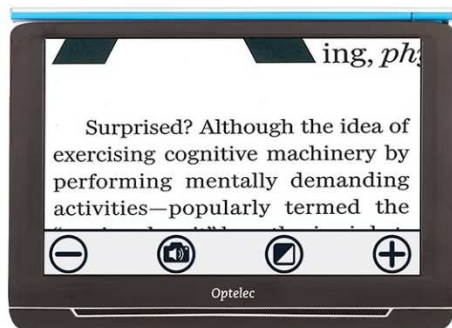 ing, ph
Surprised? Although the idea of
exercising cognitive machinery by
performing mentally demanding
activities—popularly termed the
Optelec